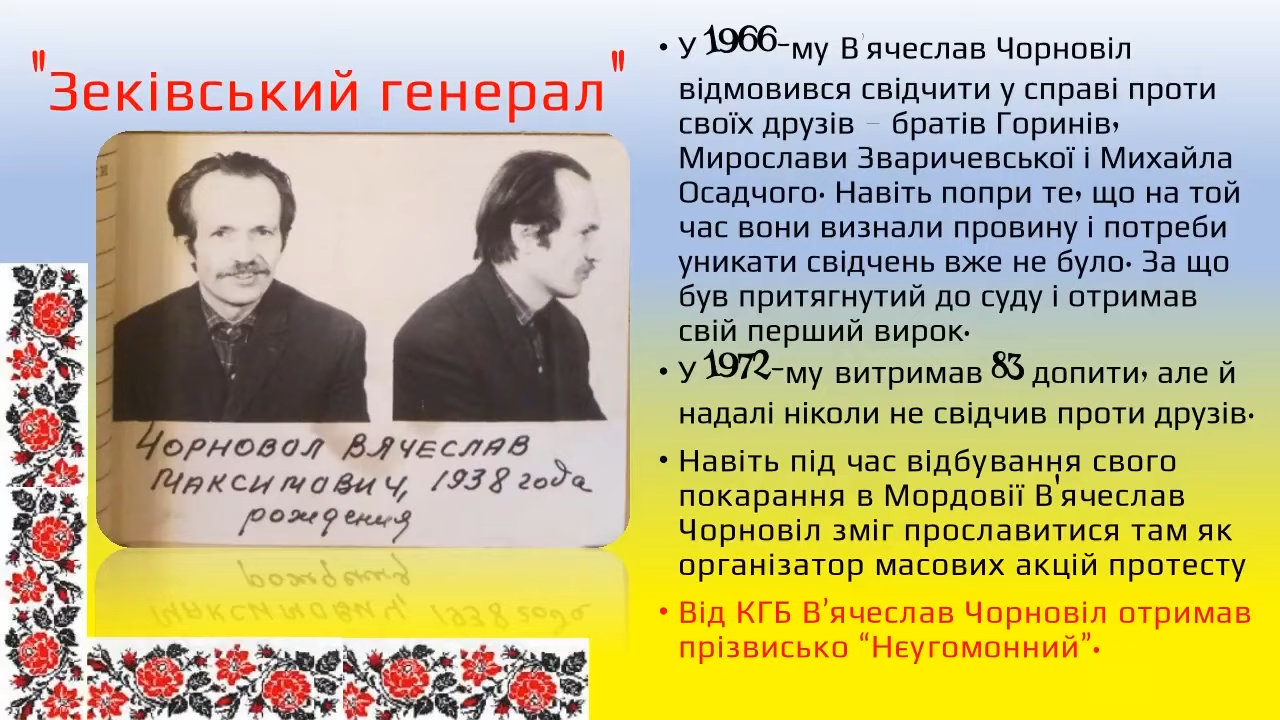 "Зеківський генерал"
Чорновол Вячеслав
Максимович, 1938 года
рождения
• У 1966-му В'ячеслав Чорновіл
відмовився свідчити у справі проти
своїх друзів – братів Горинів,
Мирослави Зваричевської і Михайла
Осадчого. Навіть попри те, що на той
час вони визнали провину і потреби
уникати свідчень вже не було. За що
був притягнутий до суду і отримав
свій перший вирок.
• У 1972-му витримав 83 допити, але й
надалі ніколи не свідчив проти друзів.
• Навіть під час відбування свого
покарання в Мордовії В'ячеслав
Чорновіл зміг прославитися там як
організатор масових акцій протесту
• Від КГБ В’ячеслав Чорновіл отримав
прізвисько “Нєугомонний”.